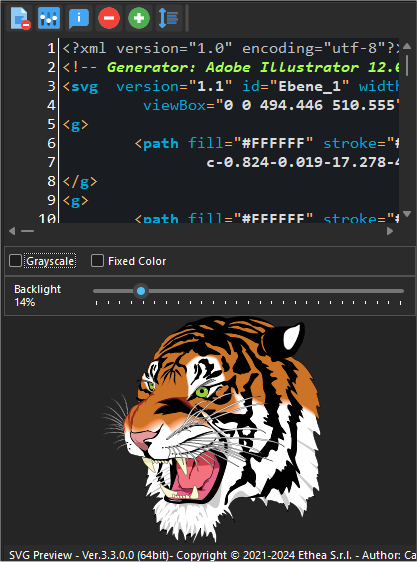 1 <?xml version="1.0" encoding="utf-8"?>
2 <!-- Generator: Adobe Illustrator 12.0
3 <svg  version="1.1" id="Ebene_1" width
4 viewBox="0 0 494.446 510.555"
5 <g>
6 <path fill="#FFFFFF" stroke="#
7 c-0.824-0.019-17.278-4
8 </g>
9 <g>
10 <path fill="#FFFFFF" stroke="#
Grayscale Fixed Color
Backlight
14%
SVG Preview - Ver.3.3.0.0 (64bit)- Copyright © 2021-2024 Ethea S.r.l. - Author: Ca